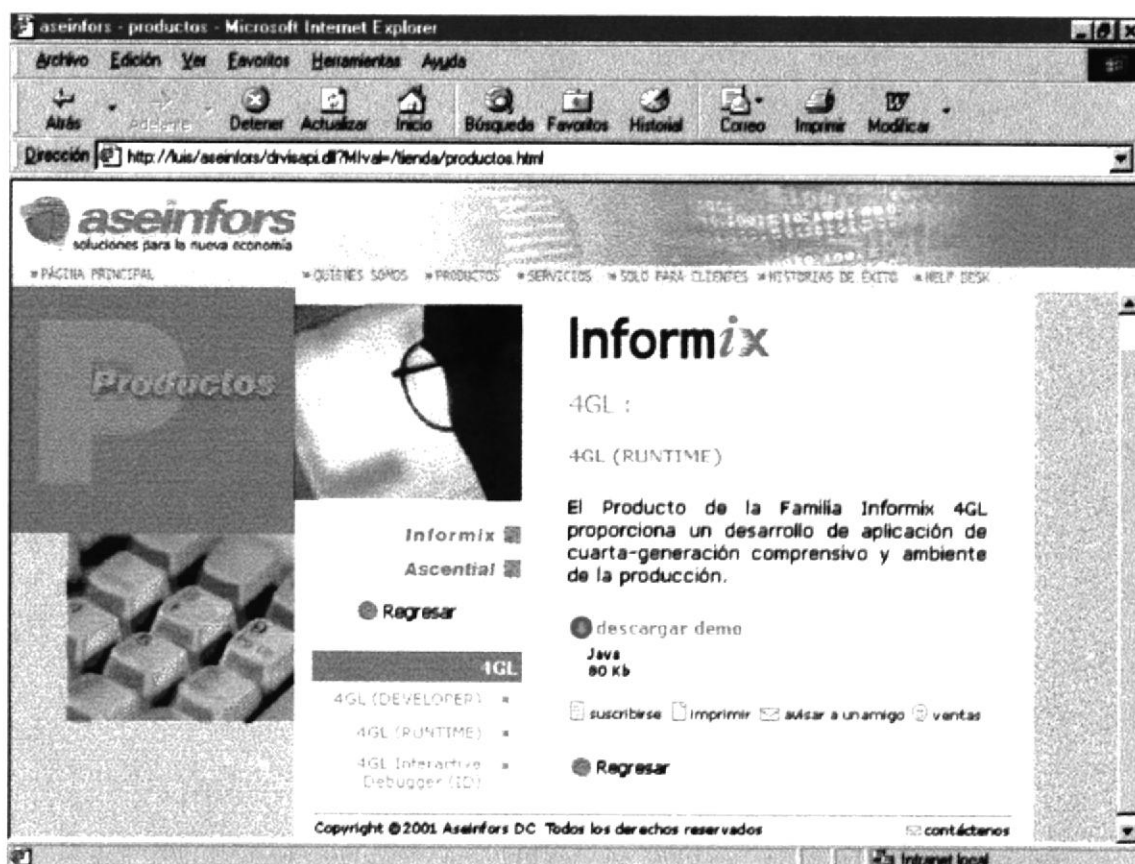 aseinfors - productos - Microsoft Internet Explorer
Archivo Edición Ver Favoritos Herramientas Ayuda
Atrás Adelante Detener Actualizar Inicio Búsqueda Favoritos Historial Correo Imprimir Modificar
Dirección http://luis/aseinfors/drvisapi.dll?MIval=/tienda/productos.html
aseinfors
soluciones para la nueva economía
PÁGINA PRINCIPAL QUIENES SOMOS PRODUCTOS SERVICIOS SOLO PARA CLIENTES HISTORIAS DE EXITO HELP DESK
P
Productos
Informix
Ascential
Regresar
4GL
4GL (DEVELOPER)
4GL (RUNTIME)
4GL Interactive
Debugger (ID)
Informix
4GL :
4GL (RUNTIME)
El Producto de la Familia Informix 4GL
proporciona un desarrollo de aplicación de
cuarta-generación comprensivo y ambiente
de la producción.
descargar demo
Java
80 Kb
suscribirse imprimir avisar a un amigo ventas
Regresar
Copyright ©2001 Aseinfors DC Todos los derechos reservados contáctenos
Intranet local